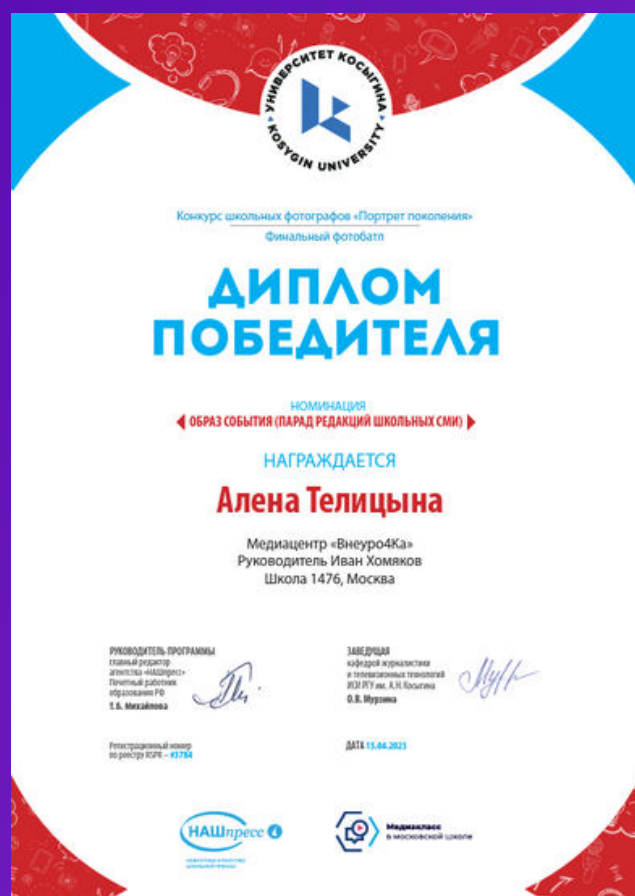 УНИВЕРСИТЕТ КОСЫГИНА
KOSYGIN UNIVERSITY
Конкурс школьных фотографов «Портрет поколения»
Финальный фотобатл
ДИПЛОМ
ПОБЕДИТЕЛЯ
НОМИНАЦИЯ
ОБРАЗ СОБЫТИЯ (ПАРАД РЕДАКЦИЙ ШКОЛЬНЫХ СМИ)
НАГРАЖДАЕТСЯ
Алена Телицына
Медиацентр «Внеуро4Ка»
Руководитель Иван Хомяков
Школа 1476, Москва
РУКОВОДИТЕЛЬ ПРОГРАММЫ
главный редактор
агентства «НАШпресс»
Почетный работник
образования РФ
Т.Б. Михайлова
ЗАВЕДУЩАЯ
кафедрой журналистики
и телевизионных технологий
ИЗИ РГУ им. А.Н. Косыгина
О.В. Мурзина
Регистрационный номер
по реестру RSPR – #3784
ДАТА 15.04.2023
НАШпресс
Медиакласс
в московской школе